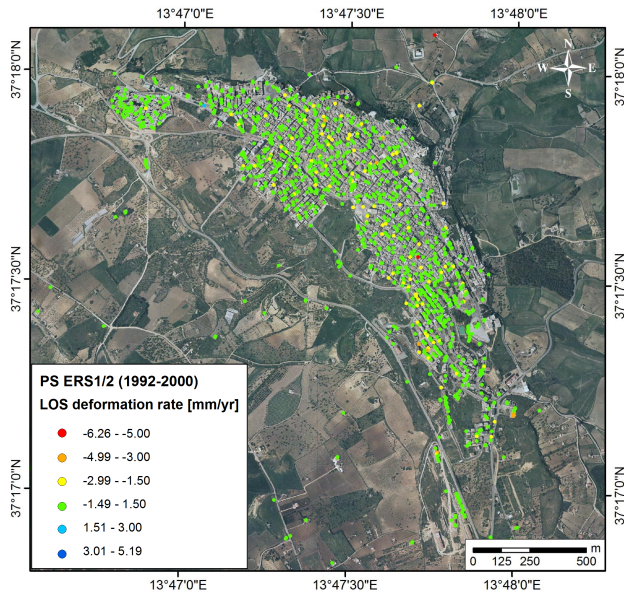 13°47'0"E 13°47'30"E 13°48'0"E
37°18'0"N
37°18'0"N
N
W E
S
37°17'30"N
37°17'30"N
PS ERS1/2 (1992-2000)
LOS deformation rate [mm/yr]
-6.26 - -5.00
-4.99 - -3.00
-2.99 - -1.50
-1.49 - 1.50
1.51 - 3.00
3.01 - 5.19
37°17'0"N
37°17'0"N
m
0 125 250 500
13°47'0"E 13°47'30"E 13°48'0"E